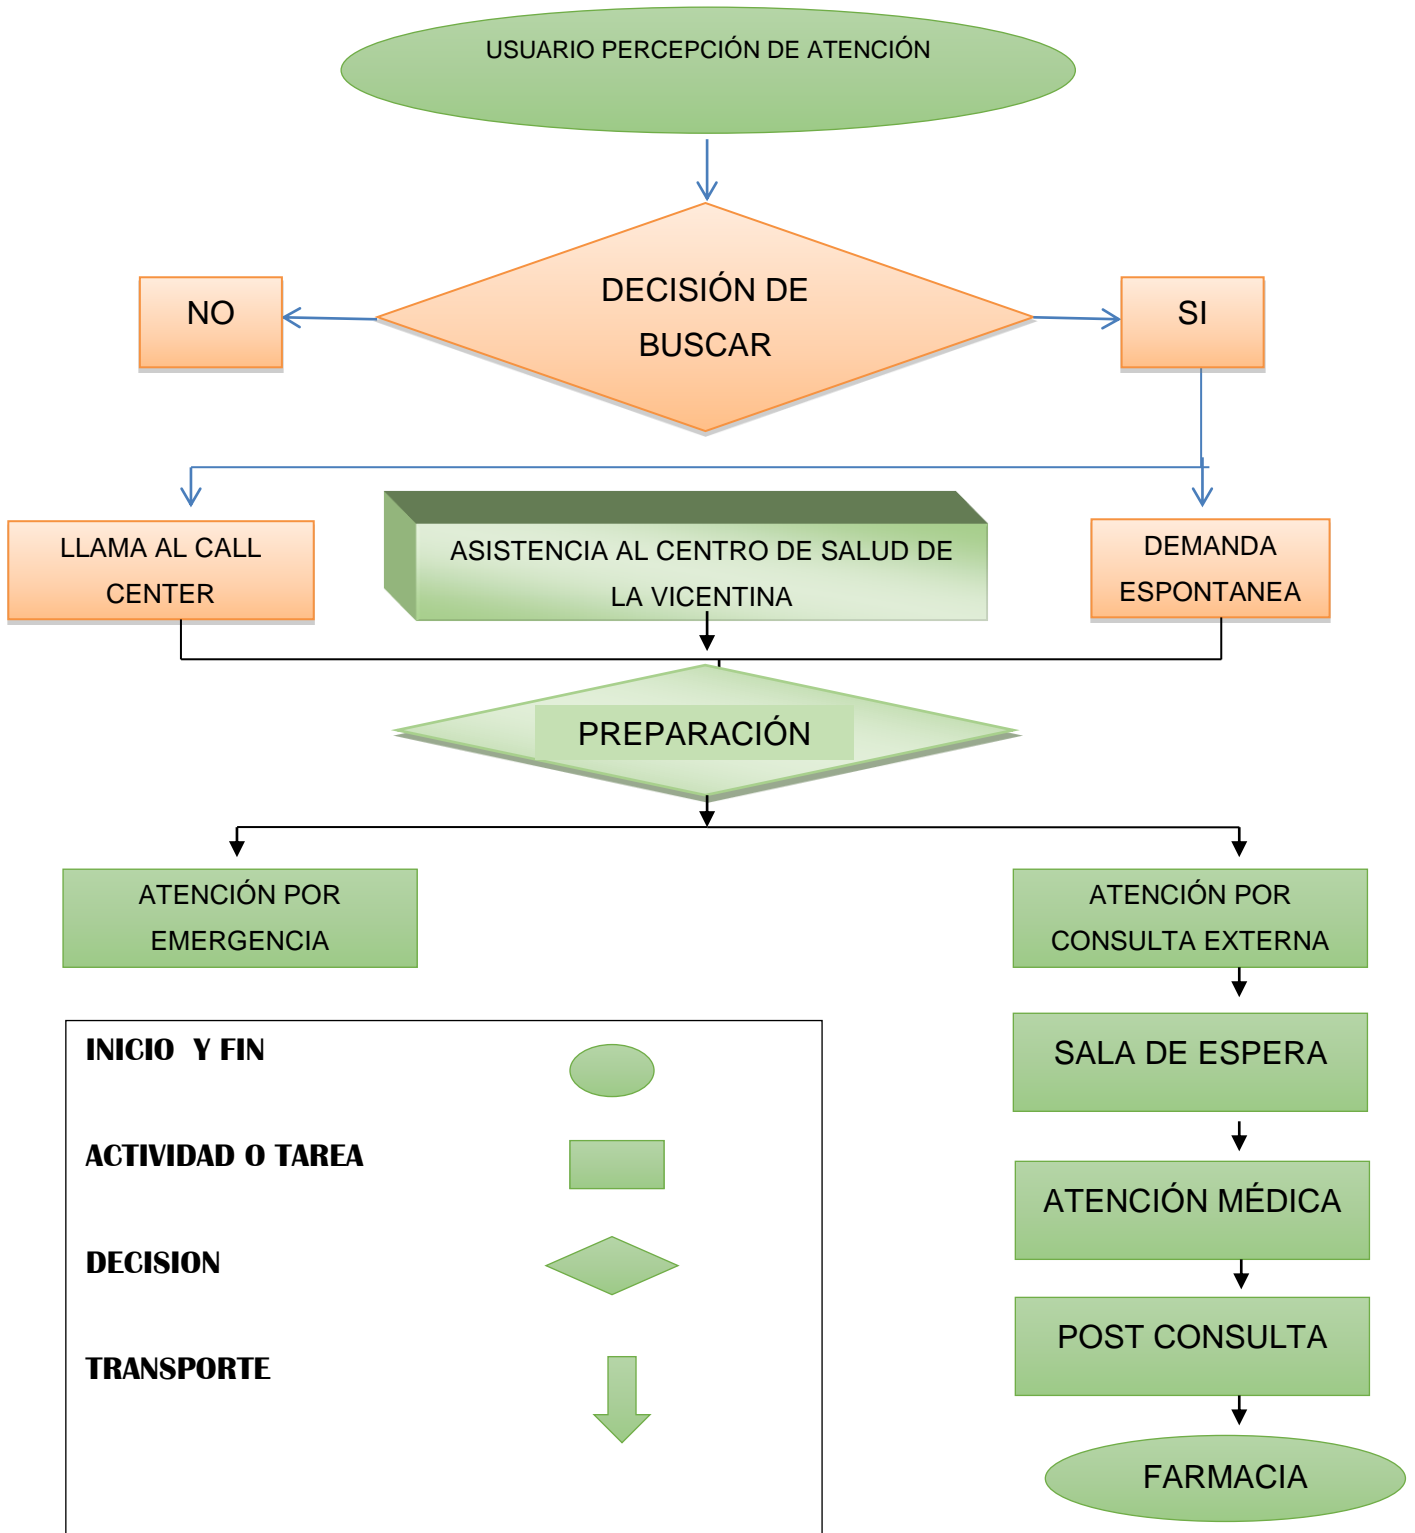 USUARIO PERCEPCIÓN DE ATENCIÓN
DECISIÓN DE
BUSCAR
NO
SI
LLAMA AL CALL
CENTER
ASISTENCIA AL CENTRO DE SALUD DE
LA VICENTINA
DEMANDA
ESPONTANEA
PREPARACIÓN
ATENCIÓN POR
EMERGENCIA
ATENCIÓN POR
CONSULTA EXTERNA
SALA DE ESPERA
ATENCIÓN MÉDICA
POST CONSULTA
FARMACIA
INICIO Y FIN
ACTIVIDAD O TAREA
DECISION
TRANSPORTE